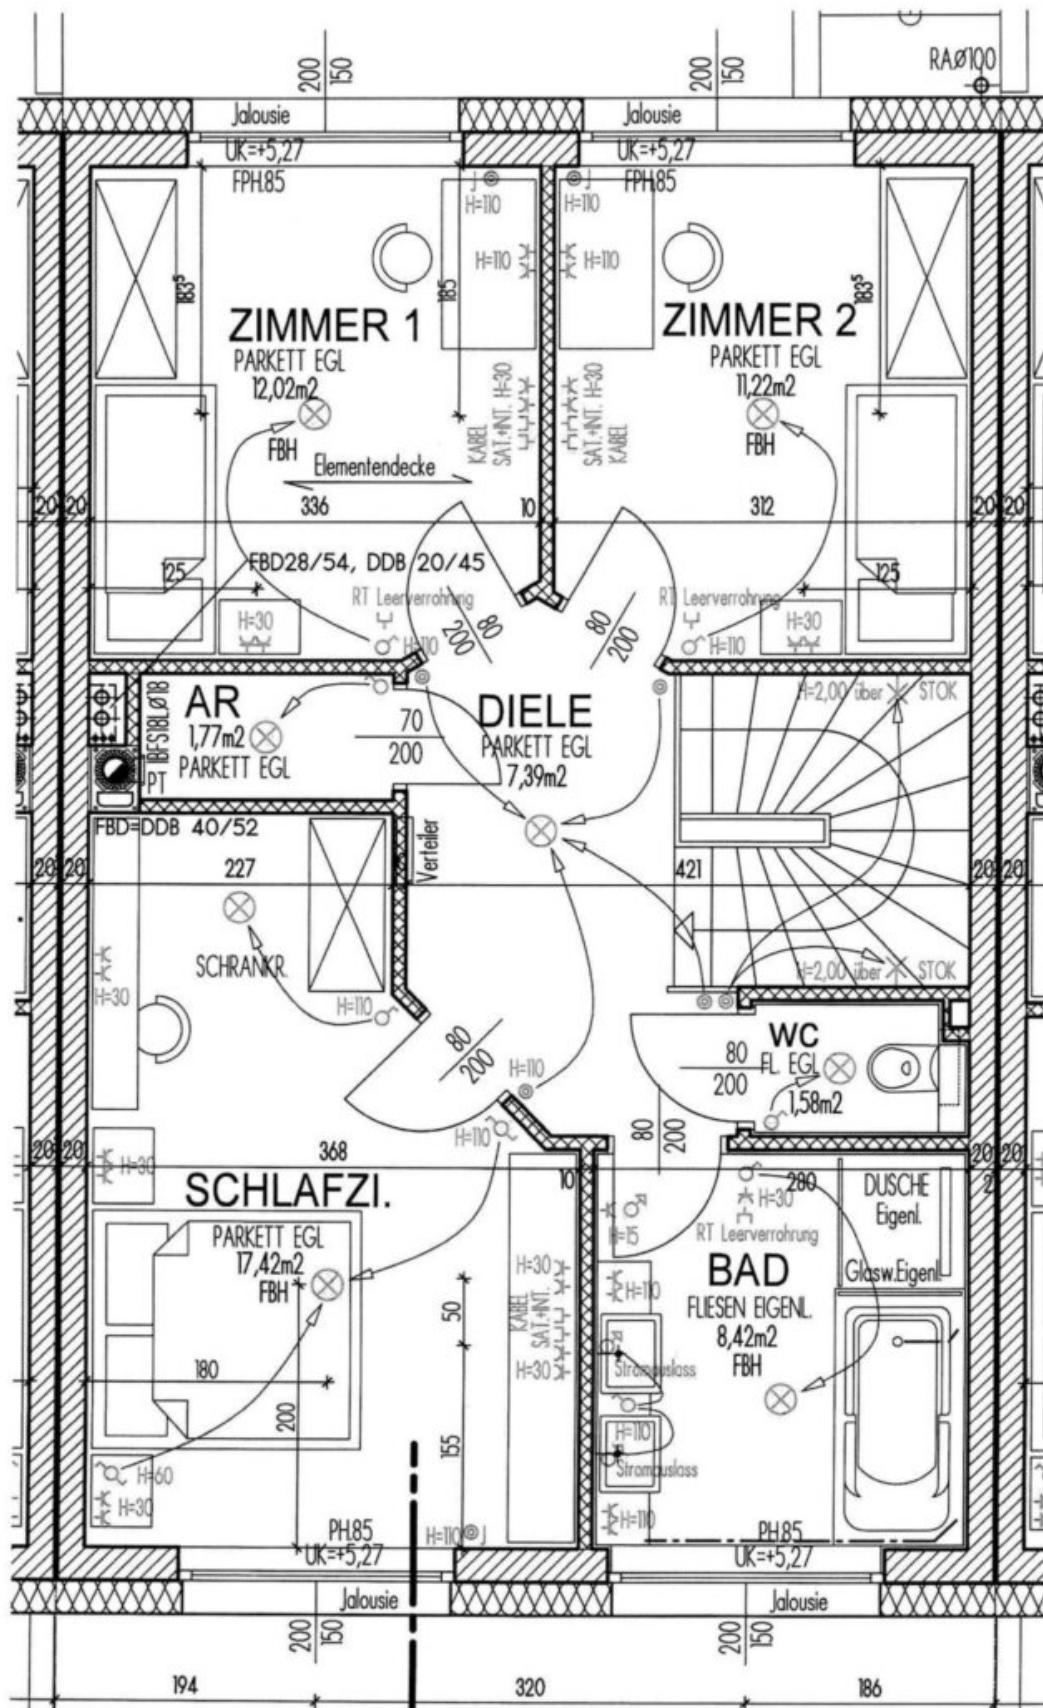 200
150
200
150
RAØ100
Jalousie
Jalousie
UK=+5,27
FPH.85
UK=+5,27
FPH.85
J
H=110
J
H=110
H=110
H=110
183⁵
185
183⁵
ZIMMER 1
PARKETT EGL
12,02m2
FBH
ZIMMER 2
PARKETT EGL
11,22m2
FBH
KABEL
SAT.+INT. H=30
SAT.+INT. H=30
KABEL
Elementendecke
20
20
336
10
312
20
20
FBD28/54, DDB 20/45
125
125
RT Leerverrohrung
RT Leerverrohrung
H=30
H=110
80
200
80
200
H=110
H=30
AR
1,77m2
PARKETT EGL
PT
70
200
DIELE
PARKETT EGL
7,39m2
H=2,00 über
STOK
FBD=DDB 40/52
Verteiler
20
20
227
421
20
20
SCHRANKR.
H=30
H=110
H=2,00 über
STOK
80
200
H=110
WC
FL. EGL
1,58m2
80
200
H=110
80
200
20
20
H=30
368
10
280
20
20
2
SCHLAFZI.
PARKETT EGL
17,42m2
FBH
H=30
RT Leerverrohrung
H=15
DUSCHE
Eigenl.
Glasw.Eigenl.
BAD
FLIESEN EIGENL.
8,42m2
FBH
H=30
KABEL
SAT.+INT.
H=30
H=110
50
180
200
155
Stromauslass
H=110
Stromauslass
H=60
H=30
H=110
PH.85
UK=+5,27
H=110
J
PH.85
UK=+5,27
Jalousie
Jalousie
200
150
200
150
194
320
186